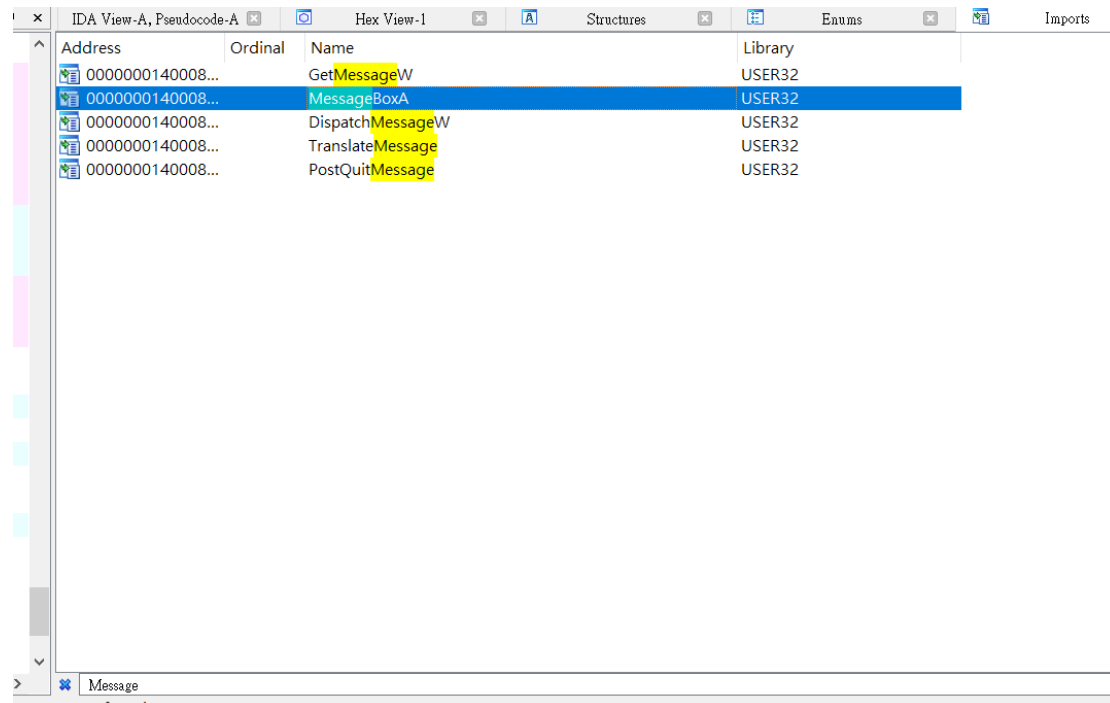 IDA View-A, Pseudocode-A Hex View-1 Structures Enums Imports
Address Ordinal Name Library
0000000140008... GetMessageW USER32
0000000140008... MessageBoxA USER32
0000000140008... DispatchMessageW USER32
0000000140008... TranslateMessage USER32
0000000140008... PostQuitMessage USER32
Message